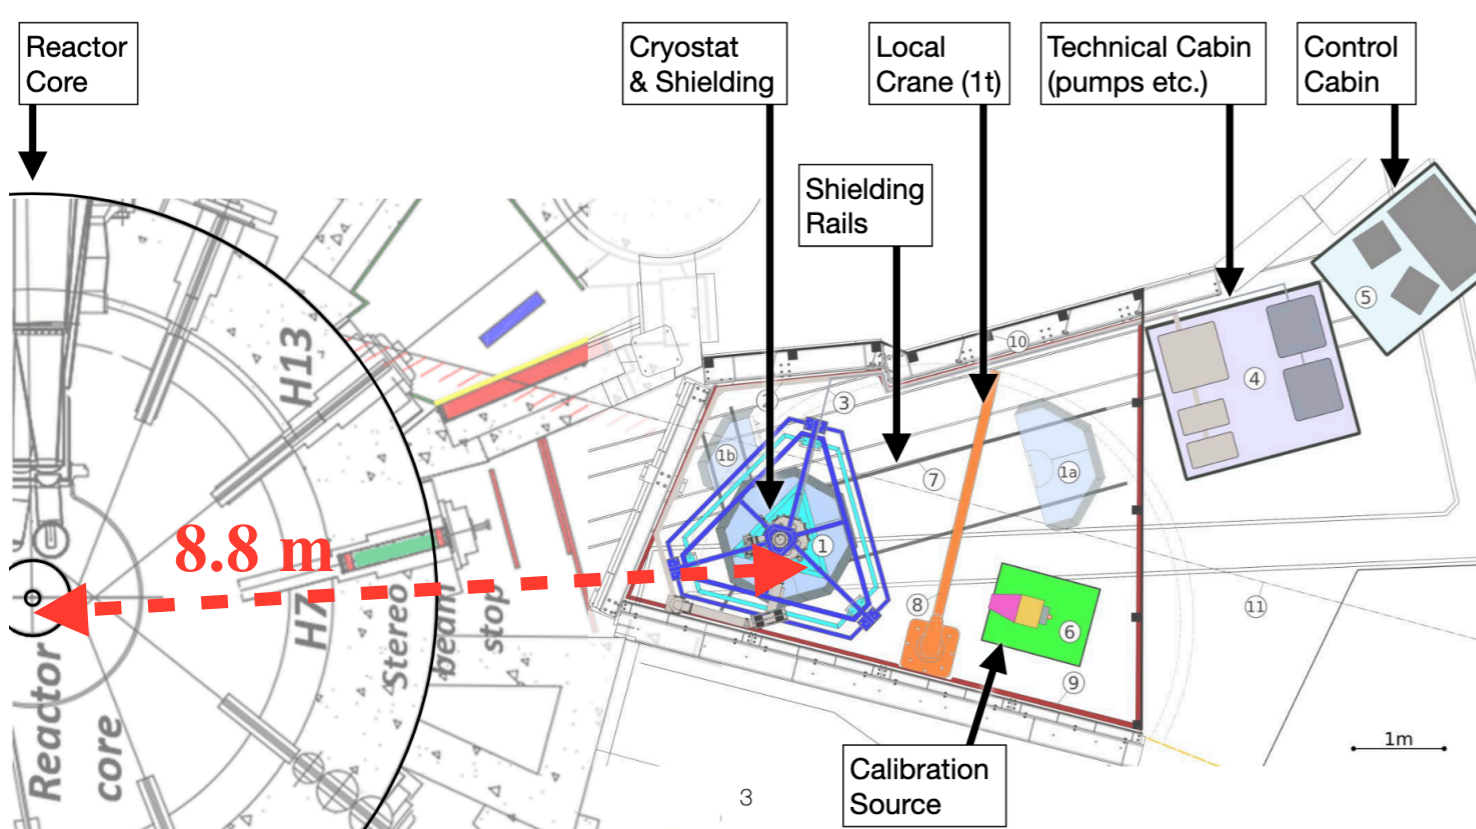 Reactor
Core
Cryostat
& Shielding
Local
Crane (1t)
Technical Cabin
(pumps etc.)
Control
Cabin
Shielding
Rails
H13
8.8 m
H7
Stereo
beam
stop
Reactor
core
1
1a
1b
2
3
4
5
6
7
8
9
10
11
1m
Calibration
Source
3